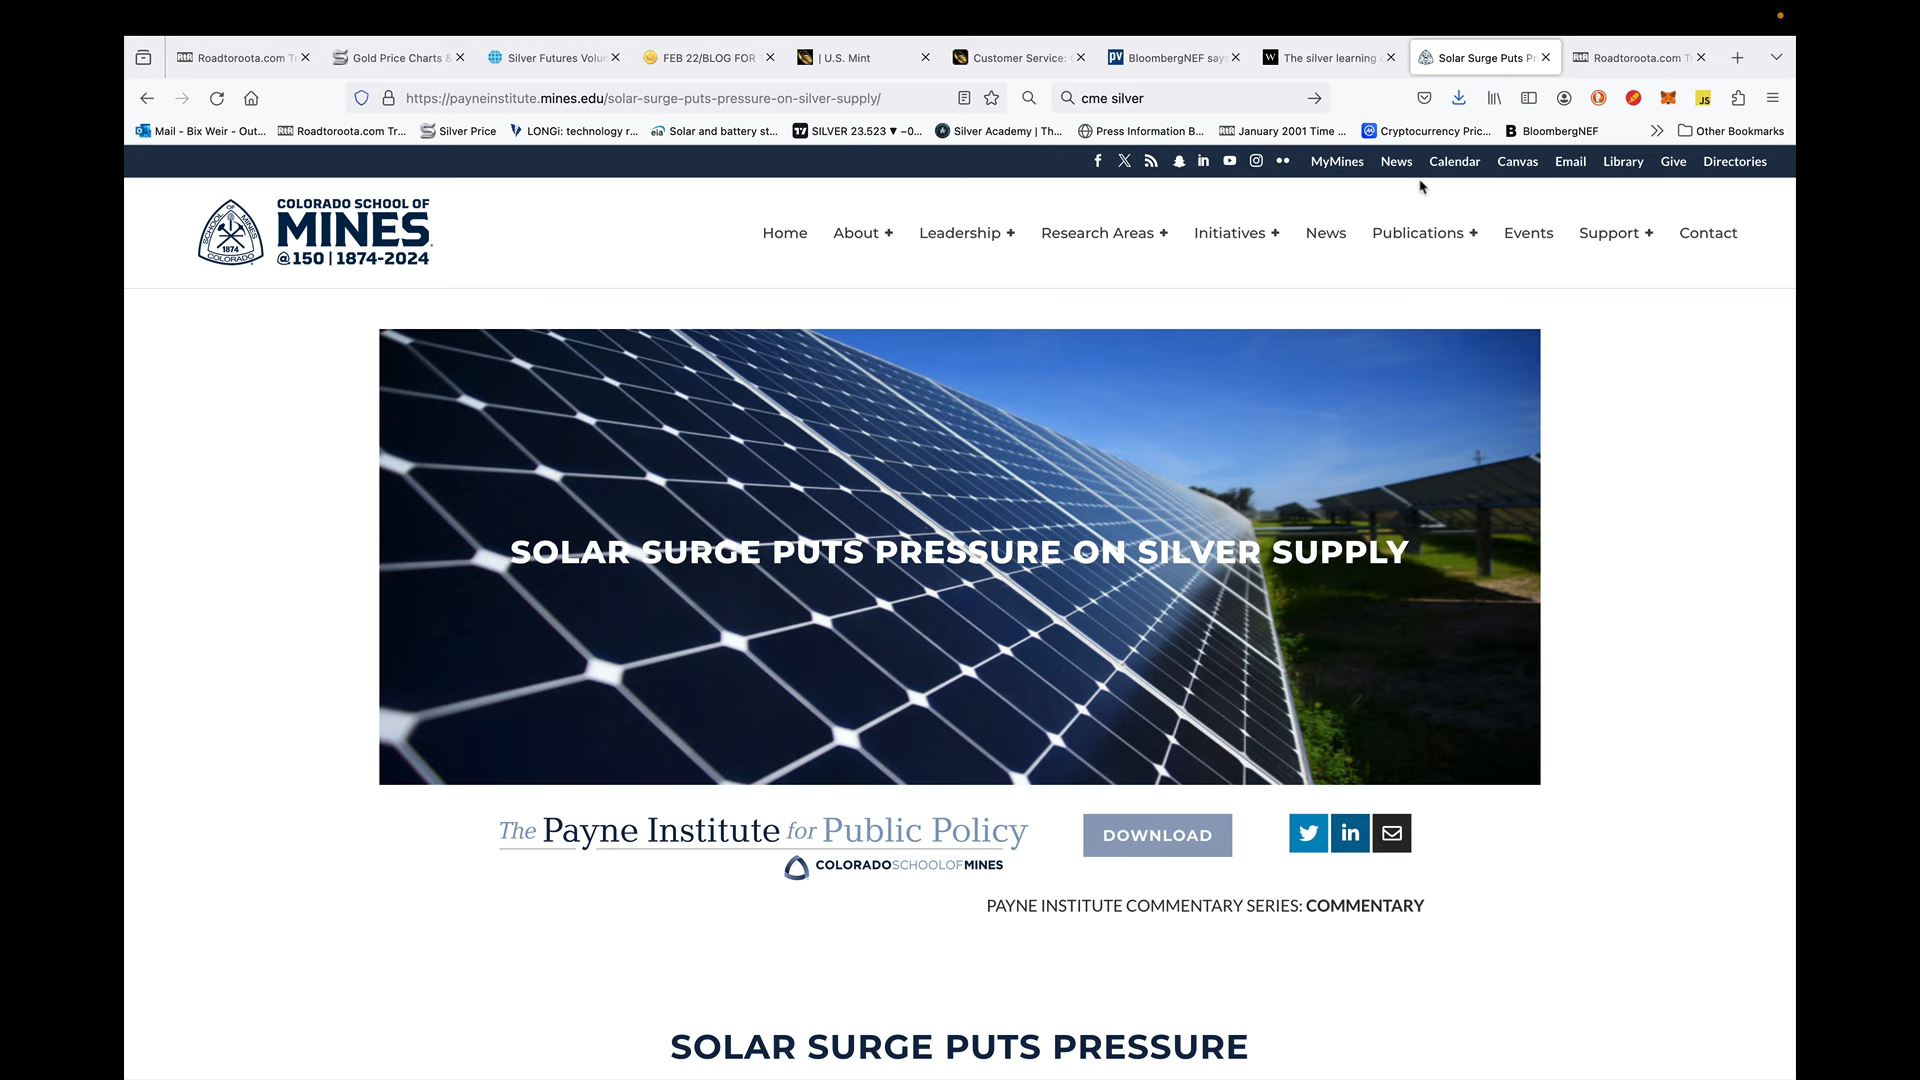 Roadtoroota.com Tr
Gold Price Charts &
Silver Futures Volu
FEB 22/BLOG FOR T
| U.S. Mint
Customer Service: C
BloombergNEF says
The silver learning c
Solar Surge Puts Pr
Roadtoroota.com Tr
https://payneinstitute.mines.edu/solar-surge-puts-pressure-on-silver-supply/
cme silver
Mail - Bix Weir - Out...
Roadtoroota.com Tr...
Silver Price
LONGi: technology r...
Solar and battery st...
SILVER 23.523 ▼ −0...
Silver Academy | Th...
Press Information B...
January 2001 Time ...
Cryptocurrency Pric...
BloombergNEF
Other Bookmarks
MyMines
News
Calendar
Canvas
Email
Library
Give
Directories
COLORADO SCHOOL OF
MINES
@150 | 1874-2024
Home
About +
Leadership +
Research Areas +
Initiatives +
News
Publications +
Events
Support +
Contact
SOLAR SURGE PUTS PRESSURE ON SILVER SUPPLY
The Payne Institute for Public Policy
COLORADOSCHOOLOFMINES
DOWNLOAD
PAYNE INSTITUTE COMMENTARY SERIES: COMMENTARY
SOLAR SURGE PUTS PRESSURE